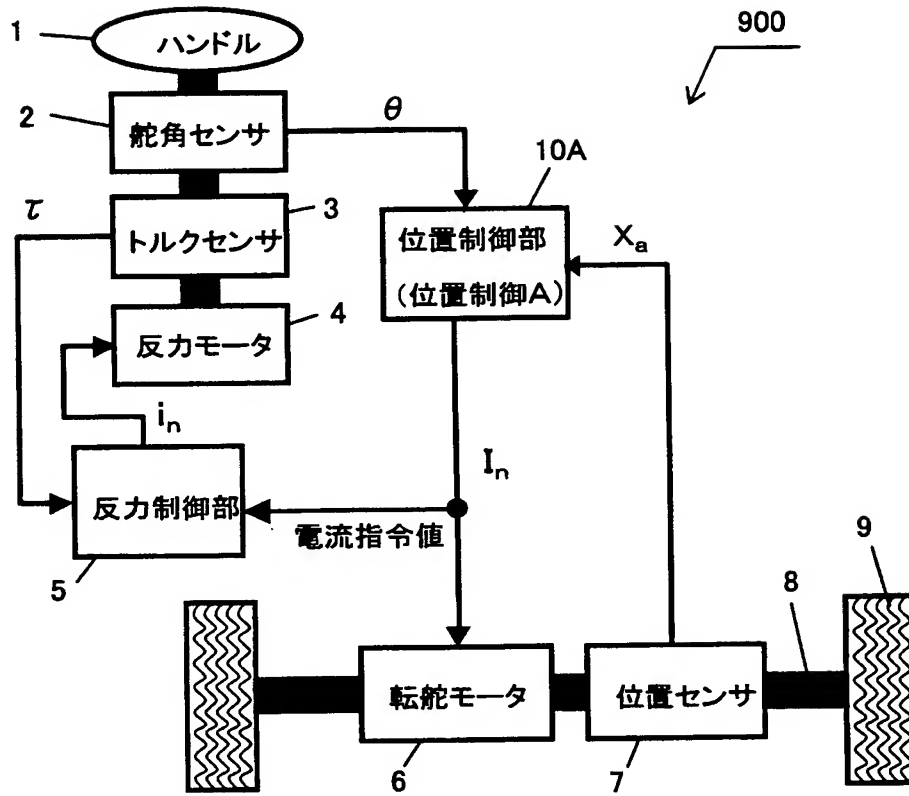 1
ハンドル
900
2
舵角センサ
θ
10A
τ
トルクセンサ
3
位置制御部
(位置制御A)
Xa
4
反力モータ
in
In
反力制御部
電流指令値
5
9
8
転舵モータ
位置センサ
6
7